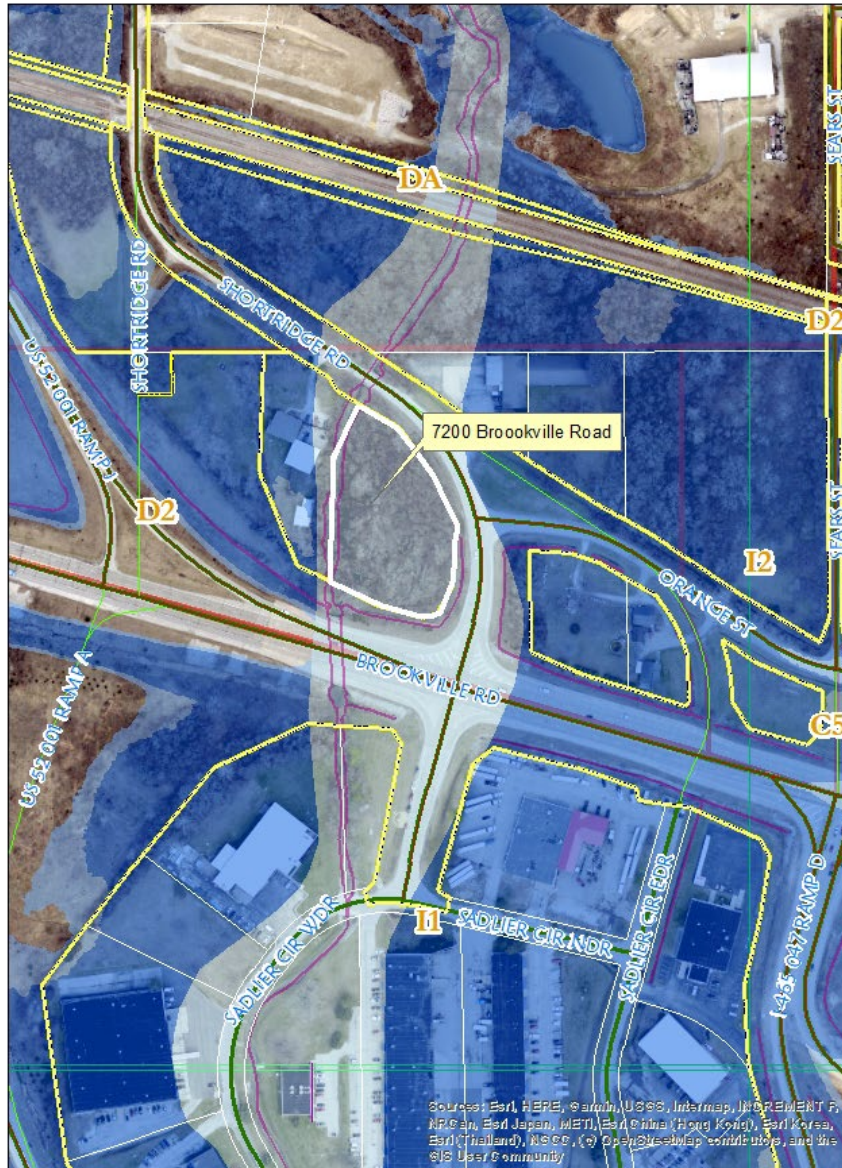 SEARS ST
DA
D2
SHORTRIDGE RD
SHORTRIDGE RD
US 52 001 RAMP J
7200 Broookville Road
D2
I2
SEARS ST
ORANGE ST
BROOKVILLE RD
C5
US 52 001 RAMP A
SADLIER CIR EDR
I-465 047 RAMP D
I1
SADLIER CIR NDR
SADLIER CIR WDR
Sources: Esri, HERE, Garmin, USGS, Intermap, INCREMENT P,
NRCan, Esri Japan, METI, Esri China (Hong Kong), Esri Korea,
Esri (Thailand), NGCC, (c) OpenStreetMap contributors, and the
GIS User Community